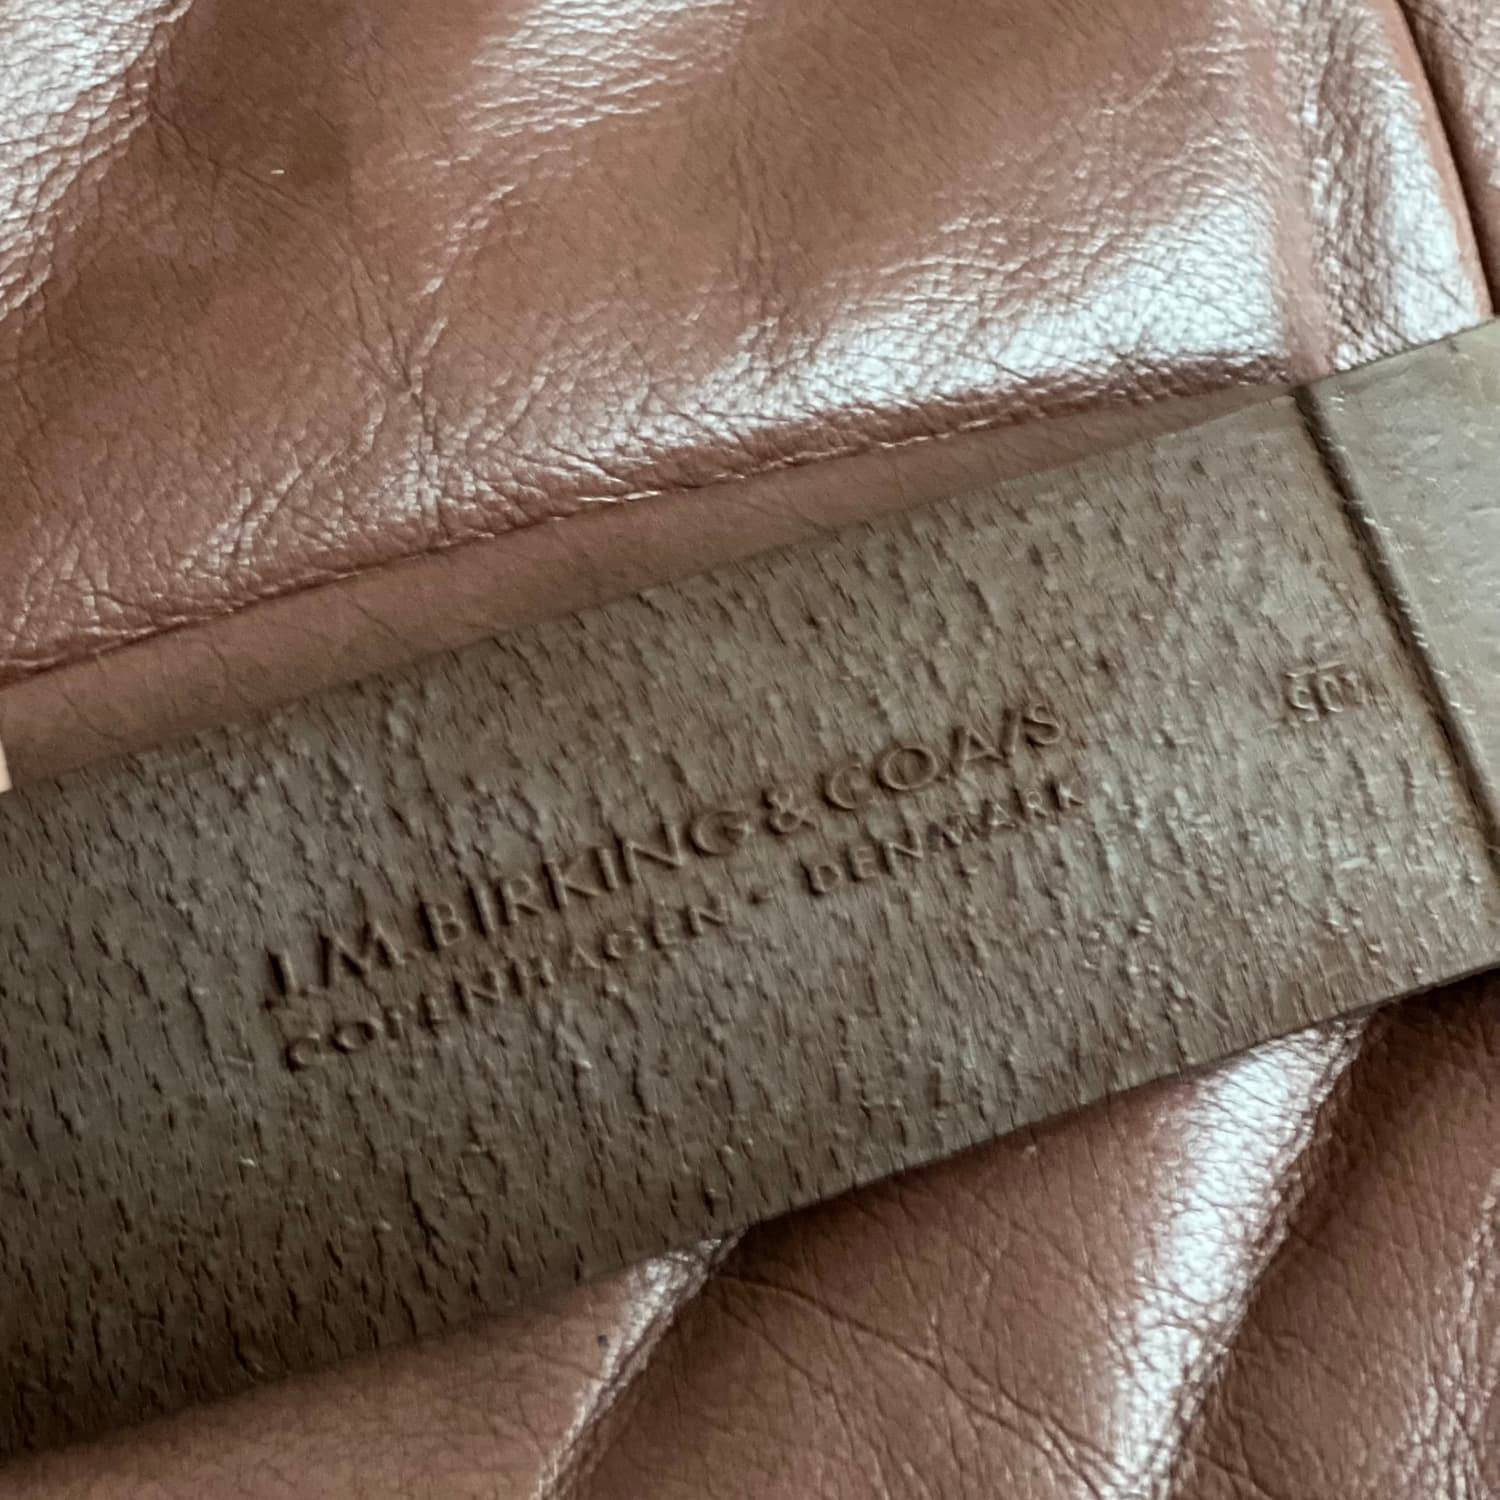 J.M. BIRKING & CO A/S
COPENHAGEN - DENMARK